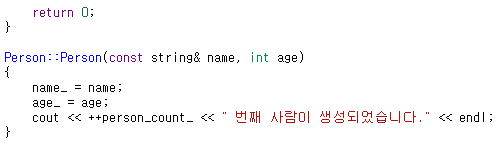 return 0;
}
Person::Person(const string& name, int age)
{
name_ = name;
age_ = age;
cout << ++person_count_ << " 번째 사람이 생성되었습니다." << endl;
}